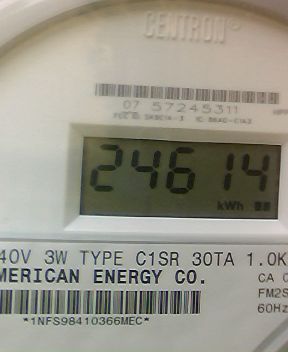 CENTRON
07 57245311
24614
kWh
40V 3W TYPE C1SR 30TA 1.0K
MERICAN ENERGY CO.
CA
FM2S
60Hz
*1NFS98410366MEC*